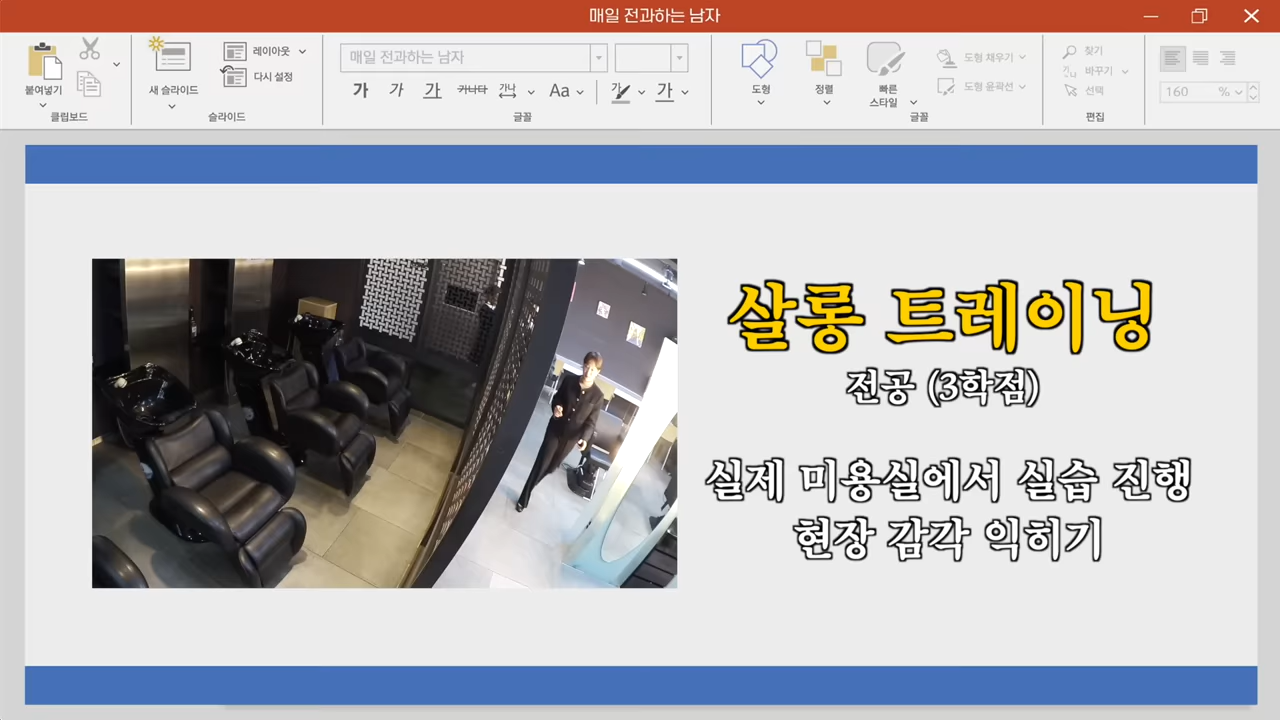 매일 전과하는 남자
붙여넣기
클립보드
새 슬라이드
레이아웃
다시 설정
슬라이드
매일 전과하는 남자
가 가 가 가나다 간나 Aa 가 가
글꼴
도형
정렬
빠른
스타일
도형 채우기
도형 윤곽선
글꼴
찾기
바꾸기
선택
편집
160 %
살롱 트레이닝
전공 (3학점)
실제 미용실에서 실습 진행
현장 감각 익히기